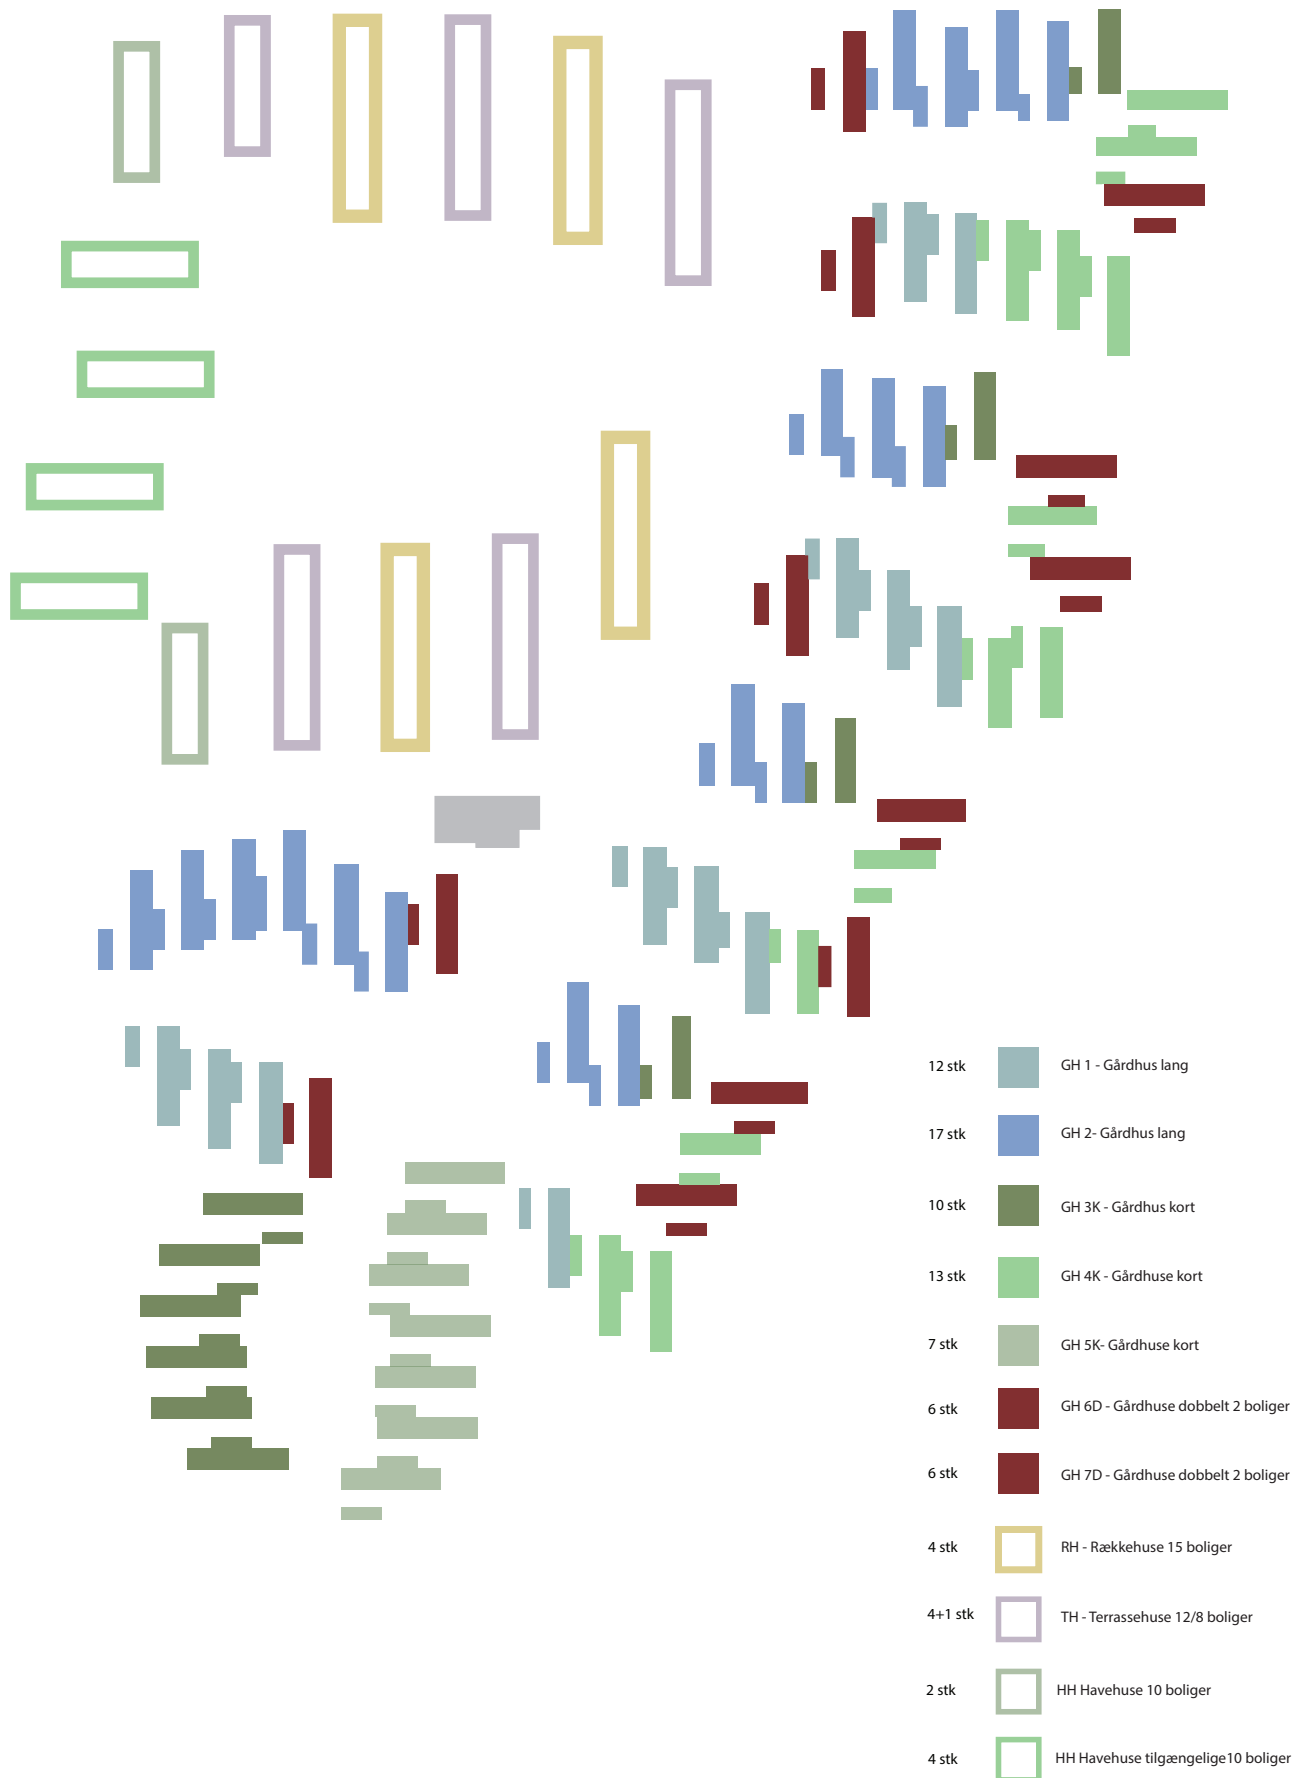 12 stk GH 1 - Gårdhus lang
17 stk GH 2- Gårdhus lang
10 stk GH 3K - Gårdhus kort
13 stk GH 4K - Gårdhuse kort
7 stk GH 5K- Gårdhuse kort
6 stk GH 6D - Gårdhuse dobbelt 2 boliger
6 stk GH 7D - Gårdhuse dobbelt 2 boliger
4 stk RH - Rækkehuse 15 boliger
4+1 stk TH - Terrassehuse 12/8 boliger
2 stk HH Havehuse 10 boliger
4 stk HH Havehuse tilgængelige10 boliger